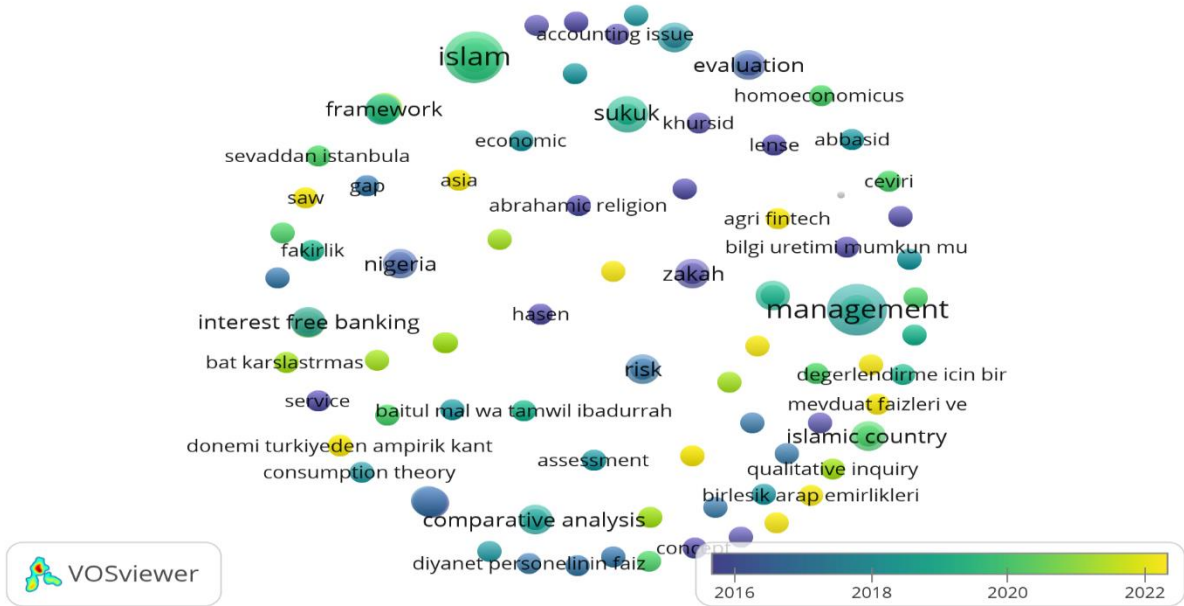 accounting issue
islam
evaluation
homoeconomicus
framework
sukuk
khursid
economic
lense
abbasid
sevaddan istanbula
saw
gap
asia
ceviri
abrahamic religion
agri fintech
fakirlik
bilgi uretimi mumkun mu
nigeria
zakah
management
hasen
interest free banking
bat karslastrmas
risk
degerlendirme icin bir
service
baitul mal wa tamwil ibadurrah
mevduat faizleri ve
islamic country
donemi turkiyeden ampirik kant
consumption theory
assessment
qualitative inquiry
birlesik arap emirlikleri
comparative analysis
concept
diyanet personelinin faiz
VOSviewer
2016 2018 2020 2022